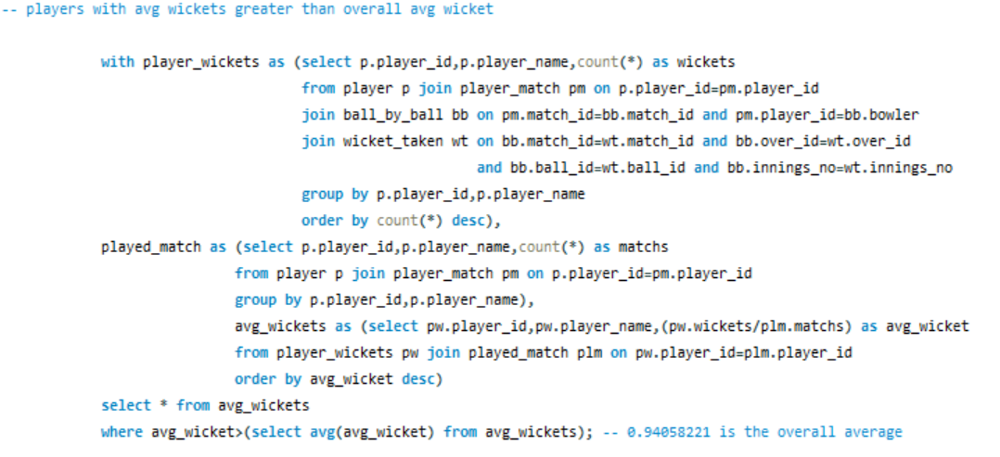 -- players with avg wickets greater than overall avg wicket
with player_wickets as (select p.player_id,p.player_name,count(*) as wickets
from player p join player_match pm on p.player_id=pm.player_id
join ball_by_ball bb on pm.match_id=bb.match_id and pm.player_id=bb.bowler
join wicket_taken wt on bb.match_id=wt.match_id and bb.over_id=wt.over_id
and bb.ball_id=wt.ball_id and bb.innings_no=wt.innings_no
group by p.player_id,p.player_name
order by count(*) desc),
played_match as (select p.player_id,p.player_name,count(*) as matchs
from player p join player_match pm on p.player_id=pm.player_id
group by p.player_id,p.player_name),
avg_wickets as (select pw.player_id,pw.player_name,(pw.wickets/plm.matchs) as avg_wicket
from player_wickets pw join played_match plm on pw.player_id=plm.player_id
order by avg_wicket desc)
select * from avg_wickets
where avg_wicket>(select avg(avg_wicket) from avg_wickets); -- 0.94058221 is the overall average